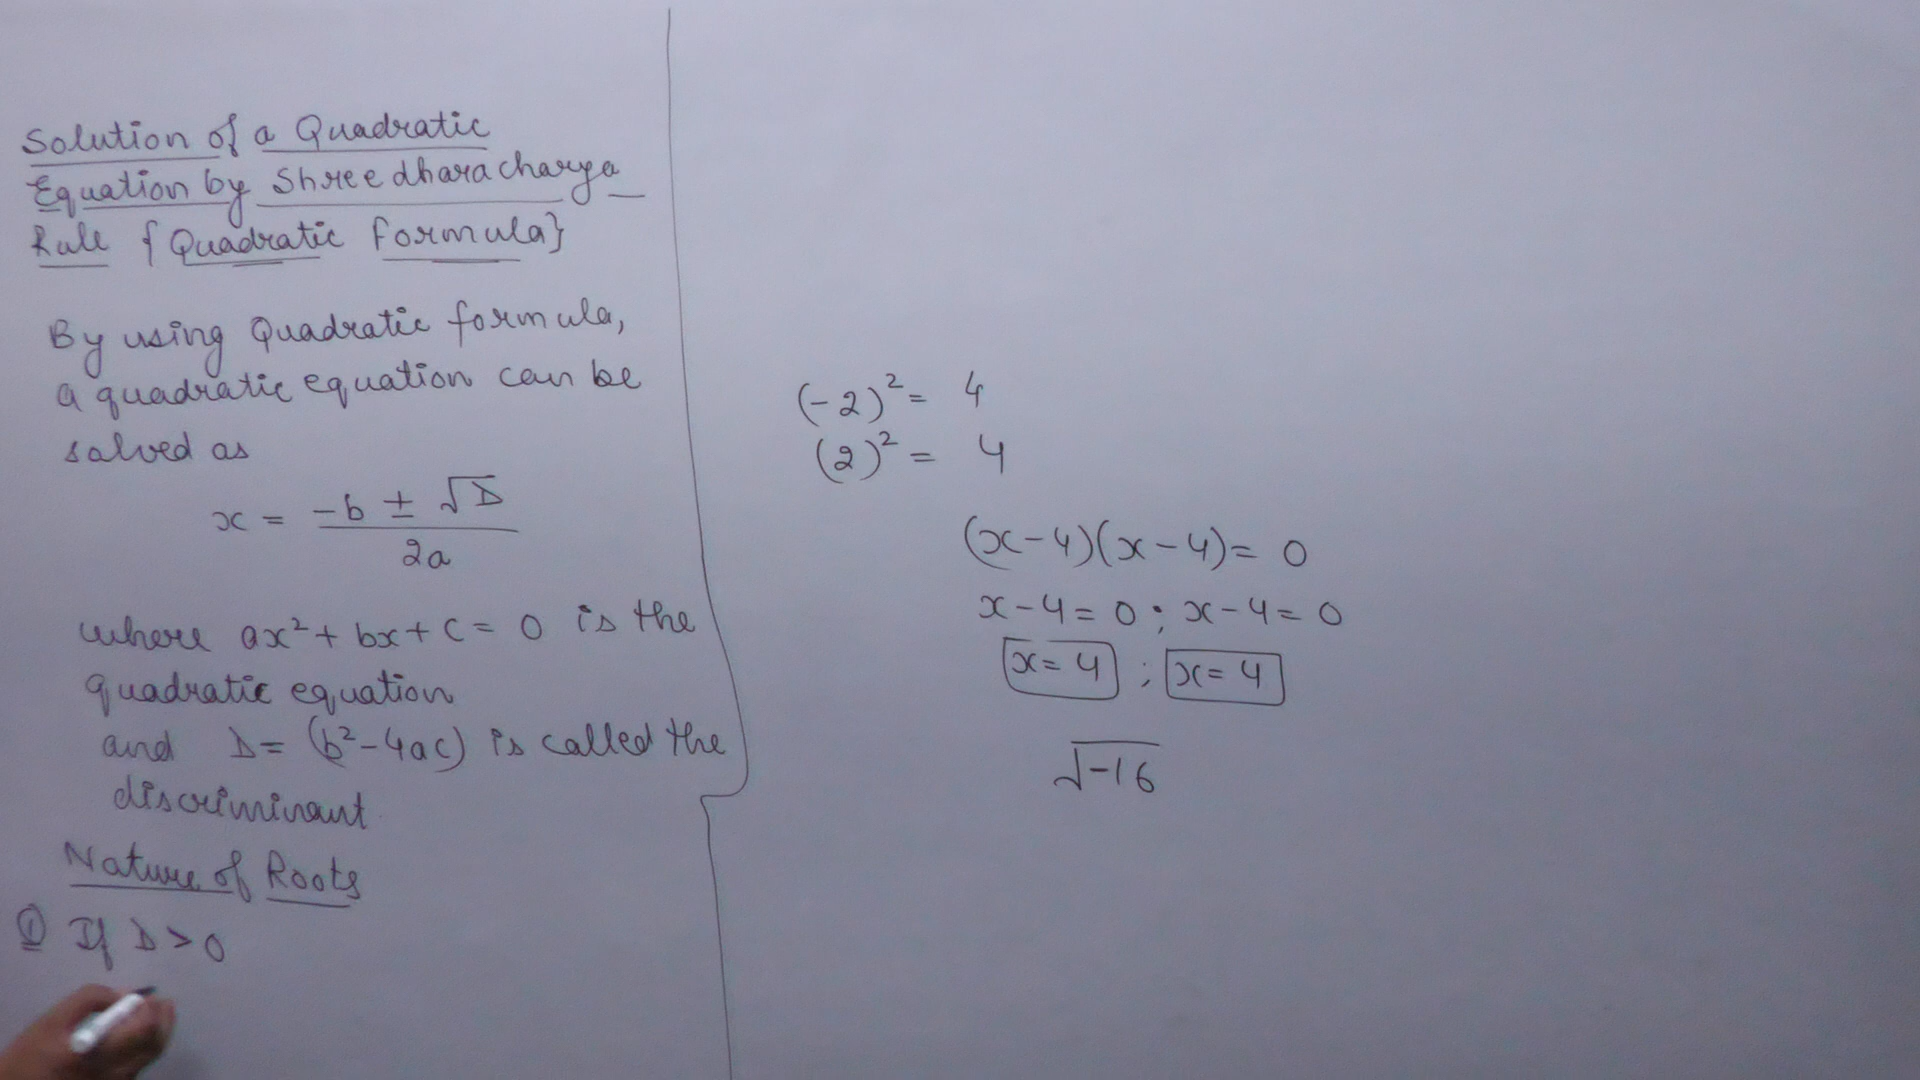 Solution of a Quadratic
Equation by Shreedharacharya
Rule {Quadratic formula}
By using Quadratic formula,
a quadratic equation can be
solved as
x = (-b ± √D) / 2a
where ax² + bx + c = 0 is the
quadratic equation
and D = (b² - 4ac) is called the
discriminant
Nature of Roots
① If D > 0
(-2)² = 4
(2)² = 4
(x-4)(x-4) = 0
x-4 = 0 ; x-4 = 0
x = 4 ; x = 4
√-16